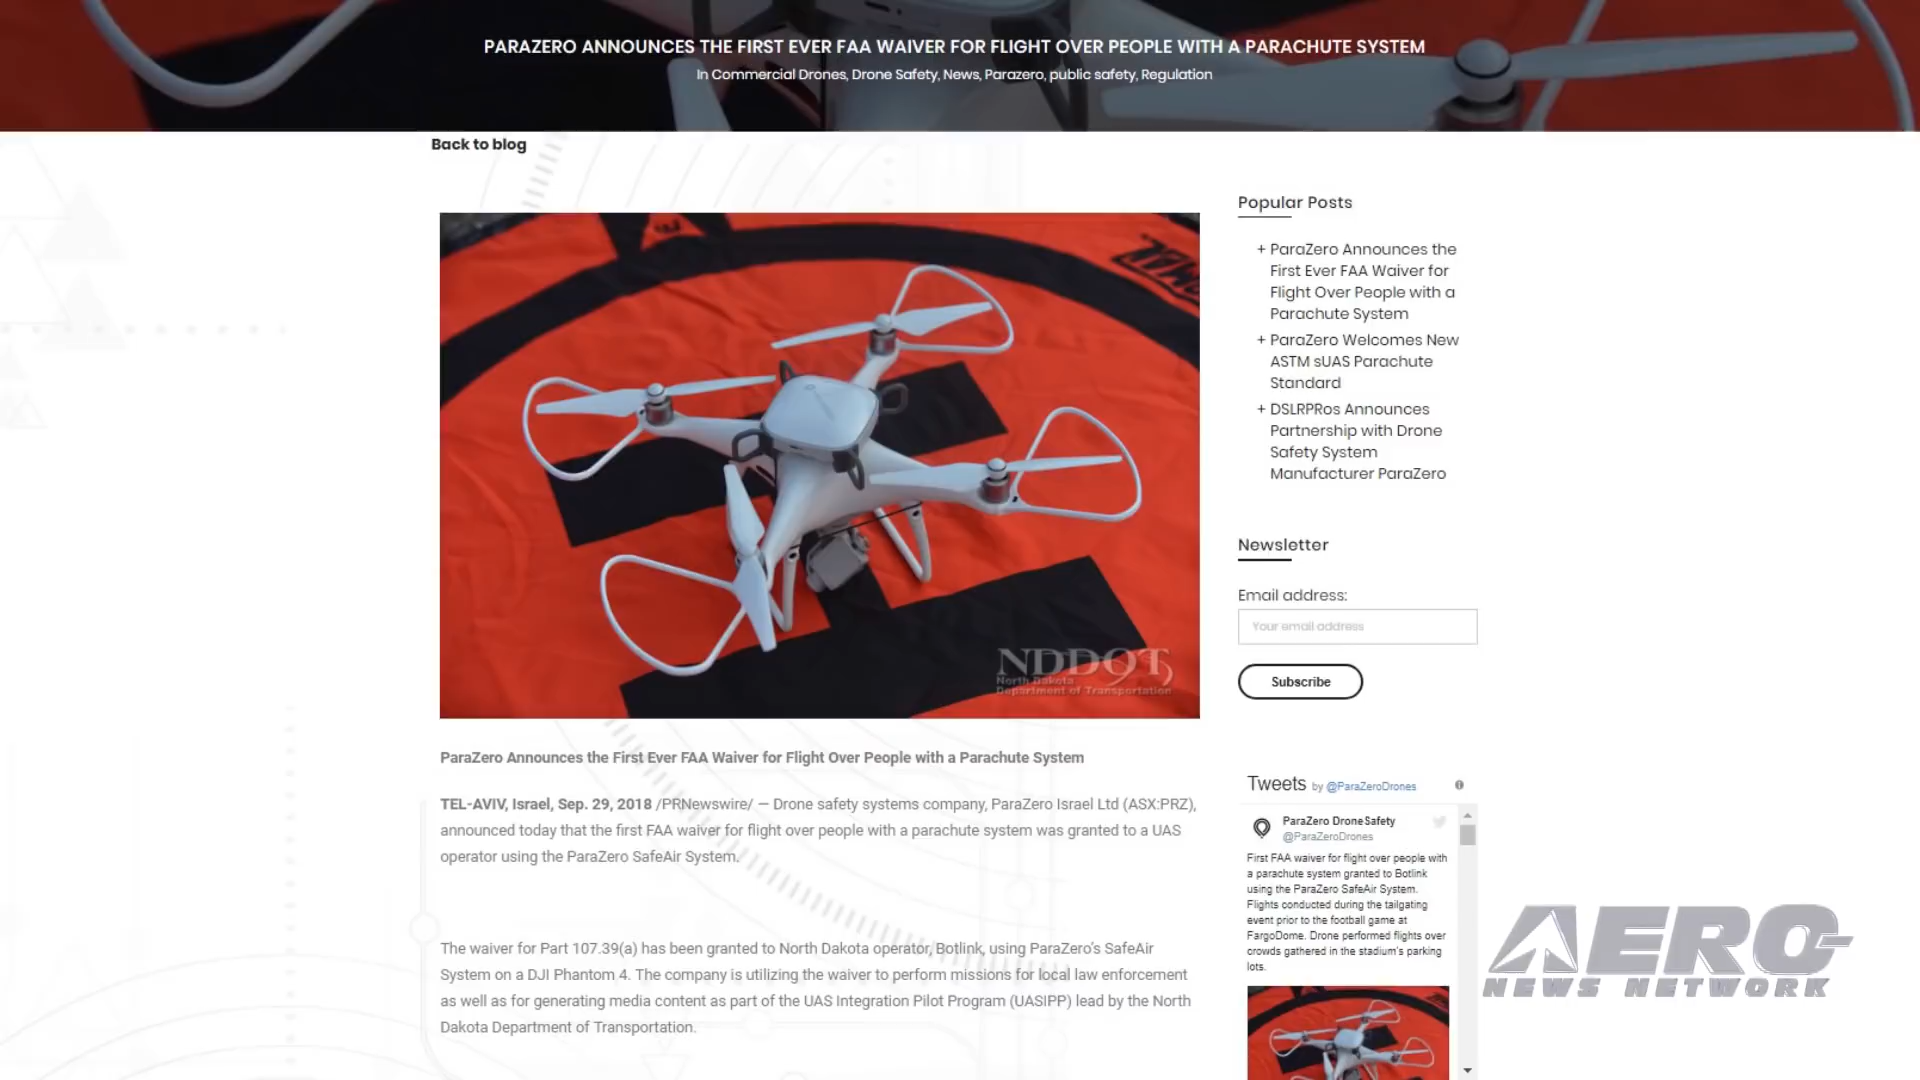 PARAZERO ANNOUNCES THE FIRST EVER FAA WAIVER FOR FLIGHT OVER PEOPLE WITH A PARACHUTE SYSTEM
In Commercial Drones, Drone Safety, News, Parazero, public safety, Regulation
Back to blog
NDDOT
North Dakota
Department of Transportation
ParaZero Announces the First Ever FAA Waiver for Flight Over People with a Parachute System
TEL-AVIV, Israel, Sep. 29, 2018 /PRNewswire/ — Drone safety systems company, ParaZero Israel Ltd (ASX:PRZ),
announced today that the first FAA waiver for flight over people with a parachute system was granted to a UAS
operator using the ParaZero SafeAir System.
The waiver for Part 107.39(a) has been granted to North Dakota operator, Botlink, using ParaZero's SafeAir
System on a DJI Phantom 4. The company is utilizing the waiver to perform missions for local law enforcement
as well as for generating media content as part of the UAS Integration Pilot Program (UASIPP) lead by the North
Dakota Department of Transportation.
Popular Posts
+ ParaZero Announces the
First Ever FAA Waiver for
Flight Over People with a
Parachute System
+ ParaZero Welcomes New
ASTM sUAS Parachute
Standard
+ DSLRPRos Announces
Partnership with Drone
Safety System
Manufacturer ParaZero
Newsletter
Email address:
Your email address
Subscribe
Tweets by @ParaZeroDrones
ParaZero DroneSafety
@ParaZeroDrones
First FAA waiver for flight over people with
a parachute system granted to Botlink
using the ParaZero SafeAir System.
Flights conducted during the tailgating
event prior to the football game at
FargoDome. Drone performed flights over
crowds gathered in the stadium's parking
lots.
AERO-
NEWS NETWORK